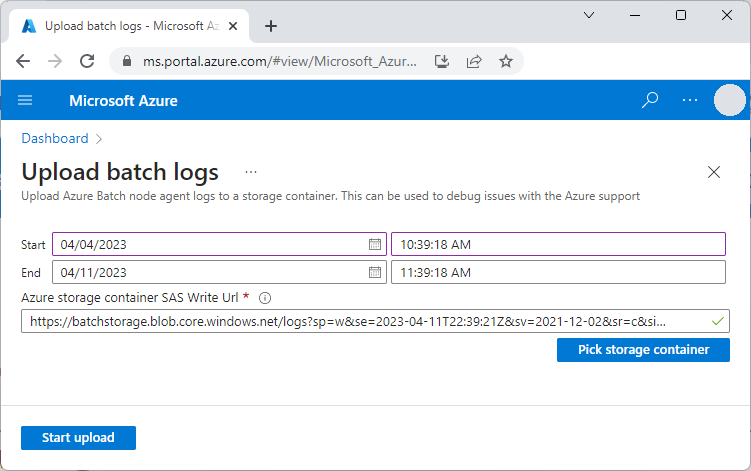 Upload batch logs - Microsoft Az
ms.portal.azure.com/#view/Microsoft_Azur...
Microsoft Azure
Dashboard
Upload batch logs ...
Upload Azure Batch node agent logs to a storage container. This can be used to debug issues with the Azure support
Start 04/04/2023 10:39:18 AM
End 04/11/2023 11:39:18 AM
Azure storage container SAS Write Url *
https://batchstorage.blob.core.windows.net/logs?sp=w&se=2023-04-11T22:39:21Z&sv=2021-12-02&sr=c&si...
Pick storage container
Start upload